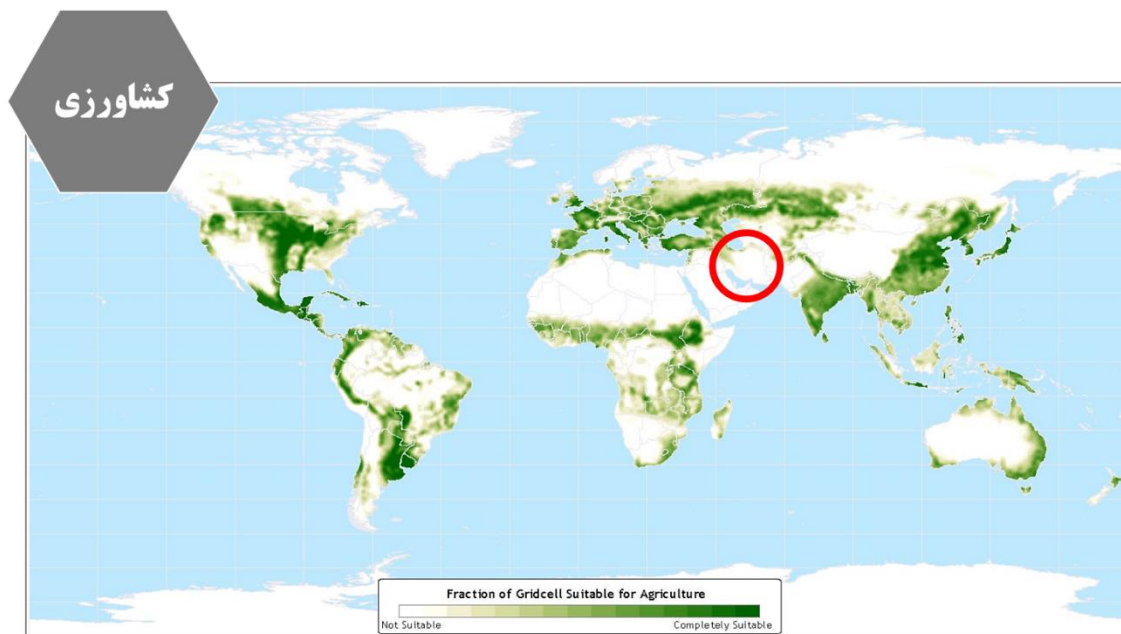 کشاورزی
Fraction of Gridcell Suitable for Agriculture
Not Suitable
Completely Suitable